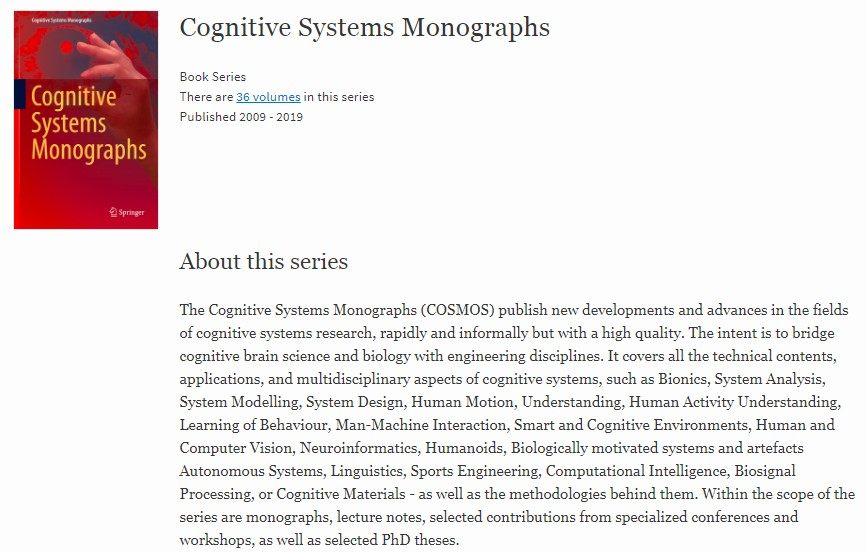 Cognitive Systems Monographs
Cognitive
Systems
Monographs
Springer
Cognitive Systems Monographs
Book Series
There are 36 volumes in this series
Published 2009 - 2019
About this series
The Cognitive Systems Monographs (COSMOS) publish new developments and advances in the fields
of cognitive systems research, rapidly and informally but with a high quality. The intent is to bridge
cognitive brain science and biology with engineering disciplines. It covers all the technical contents,
applications, and multidisciplinary aspects of cognitive systems, such as Bionics, System Analysis,
System Modelling, System Design, Human Motion, Understanding, Human Activity Understanding,
Learning of Behaviour, Man-Machine Interaction, Smart and Cognitive Environments, Human and
Computer Vision, Neuroinformatics, Humanoids, Biologically motivated systems and artefacts
Autonomous Systems, Linguistics, Sports Engineering, Computational Intelligence, Biosignal
Processing, or Cognitive Materials - as well as the methodologies behind them. Within the scope of the
series are monographs, lecture notes, selected contributions from specialized conferences and
workshops, as well as selected PhD theses.